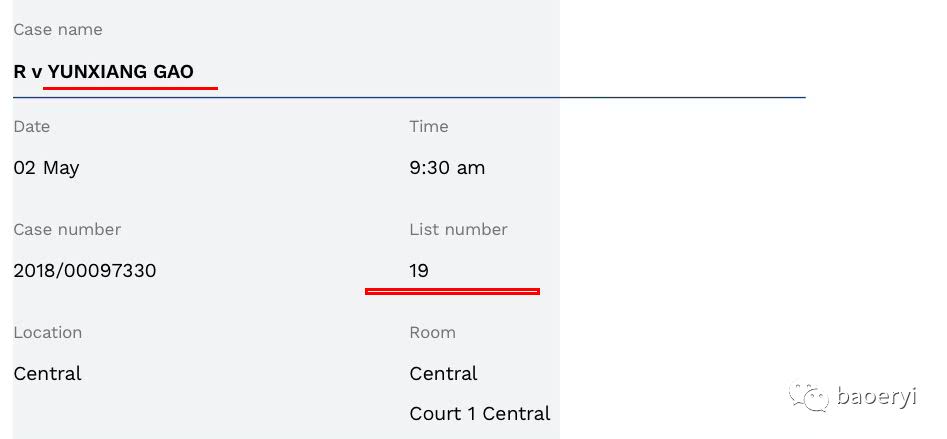 Case name
R v YUNXIANG GAO
Date Time
02 May 9:30 am
Case number List number
2018/00097330 19
Location Room
Central Central
Court 1 Central
baoeryi